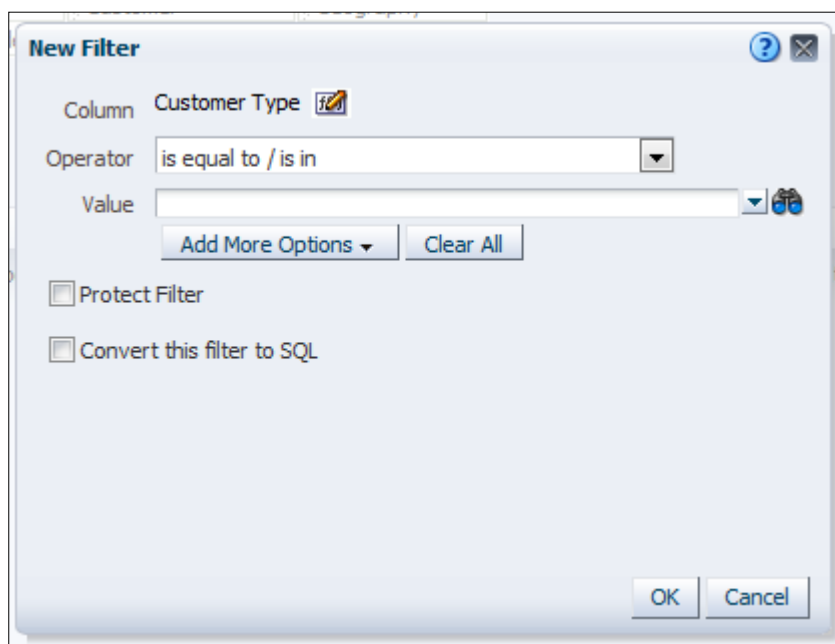 New Filter
Column Customer Type
Operator is equal to / is in
Value
Add More Options Clear All
Protect Filter
Convert this filter to SQL
OK Cancel